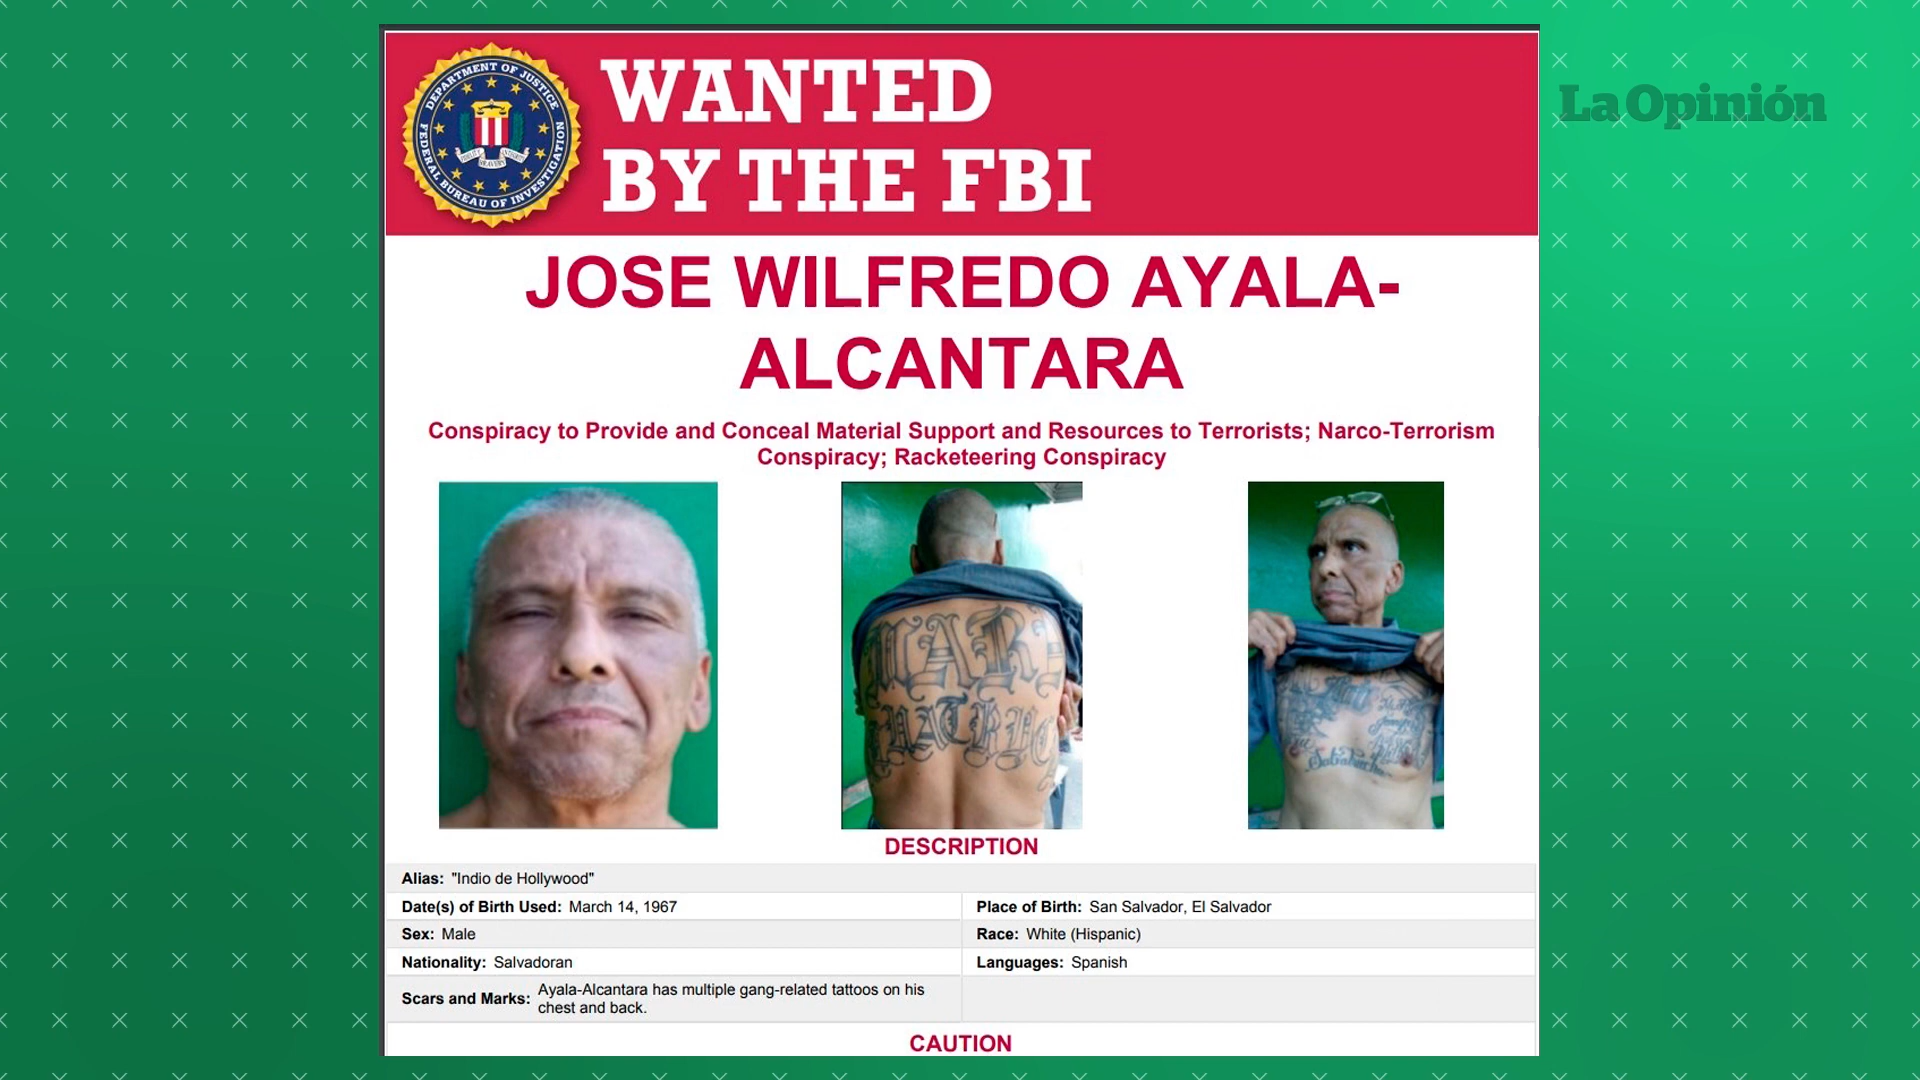 DEPARTMENT OF JUSTICE
FEDERAL BUREAU OF INVESTIGATION
FIDELITY BRAVERY INTEGRITY
WANTED
BY THE FBI
La Opinión
JOSE WILFREDO AYALA-
ALCANTARA
Conspiracy to Provide and Conceal Material Support and Resources to Terrorists; Narco-Terrorism
Conspiracy; Racketeering Conspiracy
MARA
DESCRIPTION
Alias: "Indio de Hollywood"
Date(s) of Birth Used: March 14, 1967
Place of Birth: San Salvador, El Salvador
Sex: Male
Race: White (Hispanic)
Nationality: Salvadoran
Languages: Spanish
Scars and Marks: Ayala-Alcantara has multiple gang-related tattoos on his
chest and back.
CAUTION